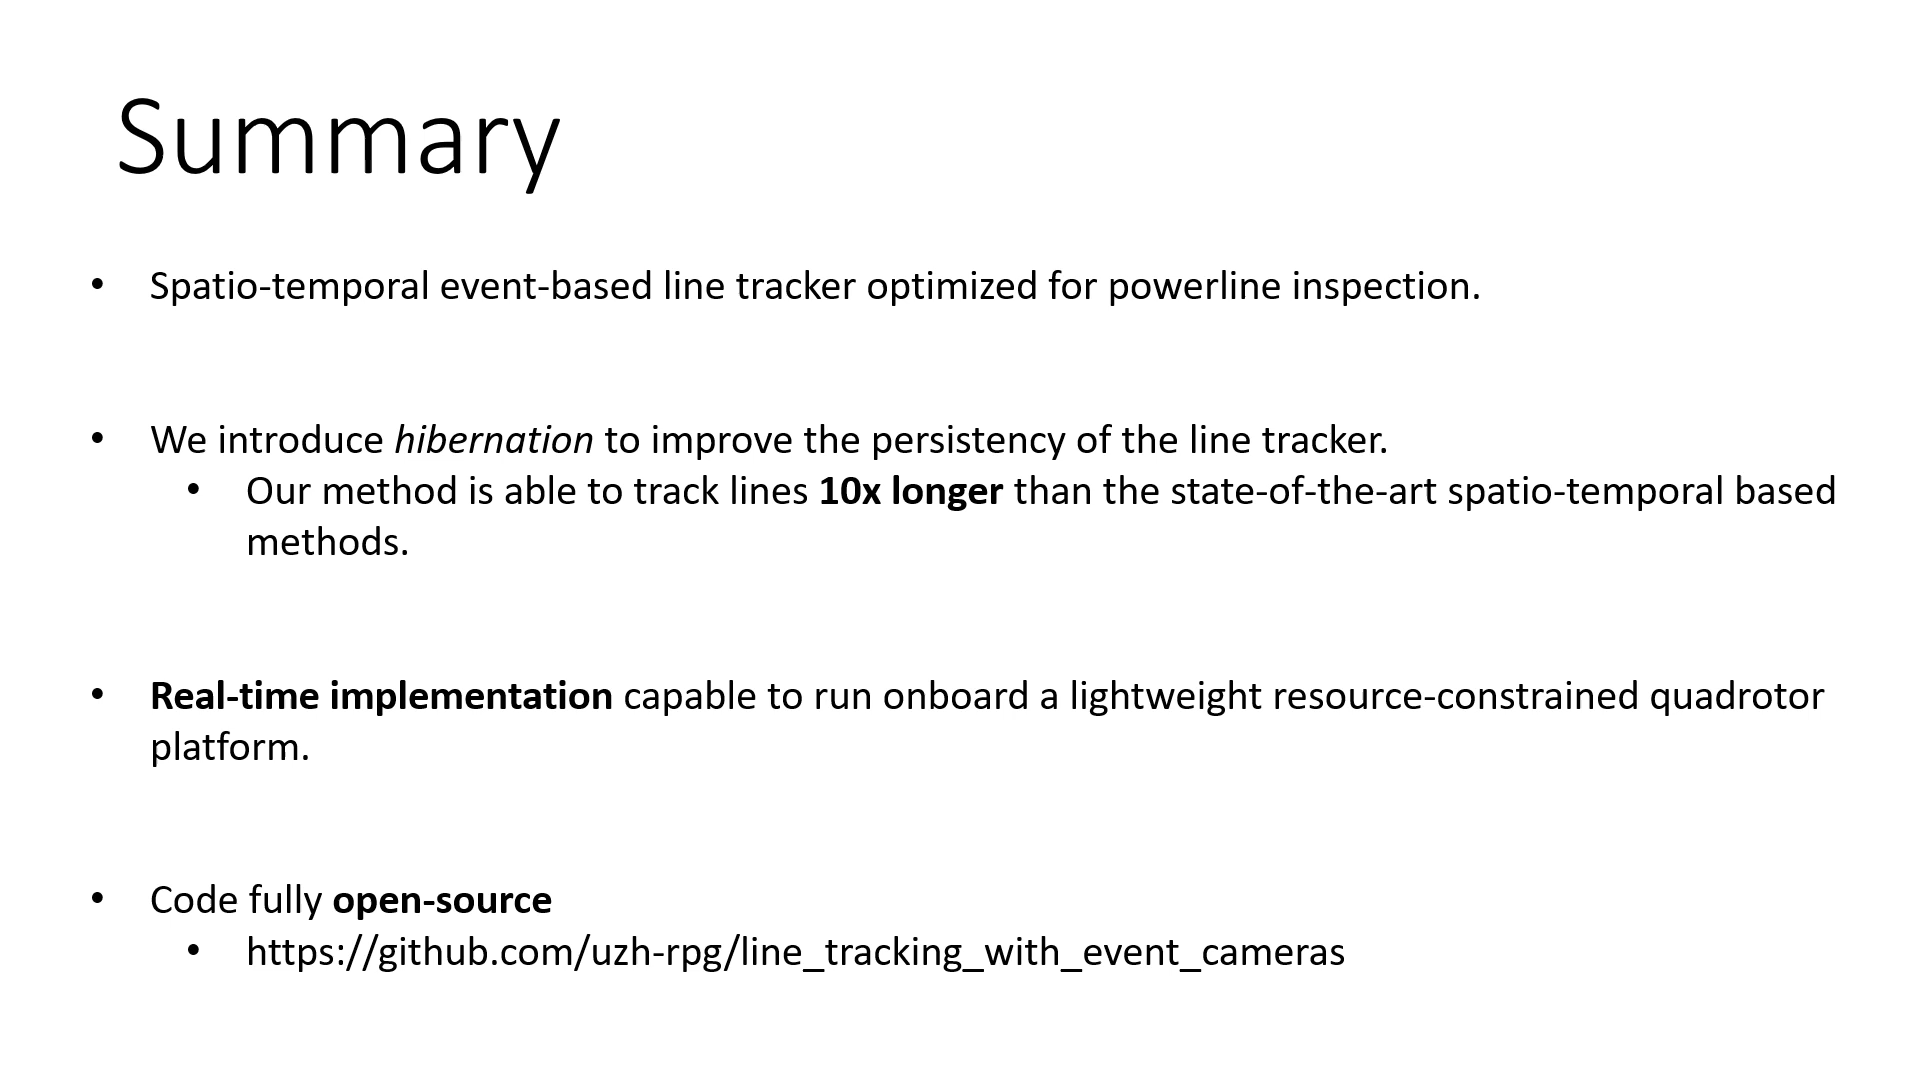 Summary
• Spatio-temporal event-based line tracker optimized for powerline inspection.
• We introduce hibernation to improve the persistency of the line tracker.
• Our method is able to track lines 10x longer than the state-of-the-art spatio-temporal based
methods.
• Real-time implementation capable to run onboard a lightweight resource-constrained quadrotor
platform.
• Code fully open-source
• https://github.com/uzh-rpg/line_tracking_with_event_cameras